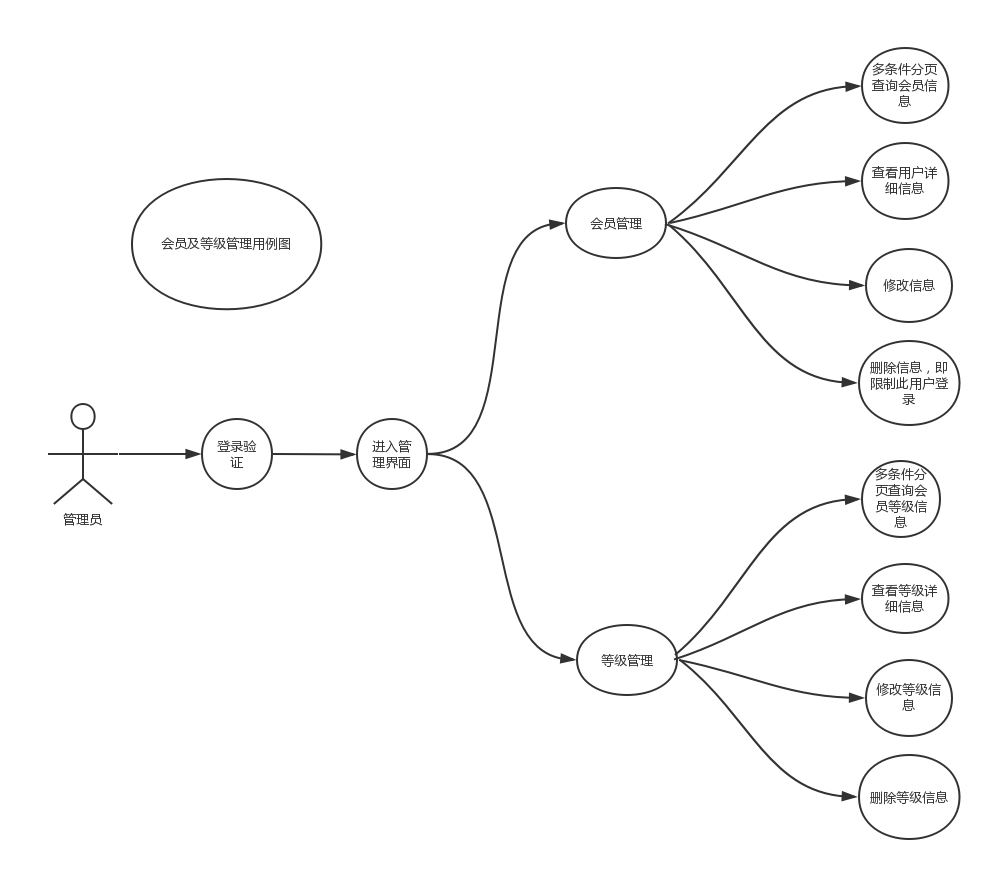 多条件分页
查询会员信
息
查看用户详
细信息
会员管理
会员及等级管理用例图
修改信息
删除信息，即
限制此用户登
录
登录验
证
进入管
理界面
管理员
多条件分
页查询会
员等级信
息
查看等级详
细信息
等级管理
修改等级信
息
删除等级信息